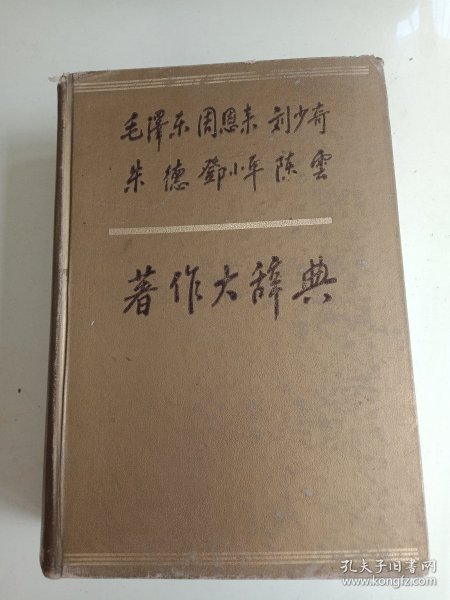 毛澤东 周恩来 刘少奇
朱德 鄧小平 陈雲
著作大辞典
孔夫子旧书网
www.kongfz.com